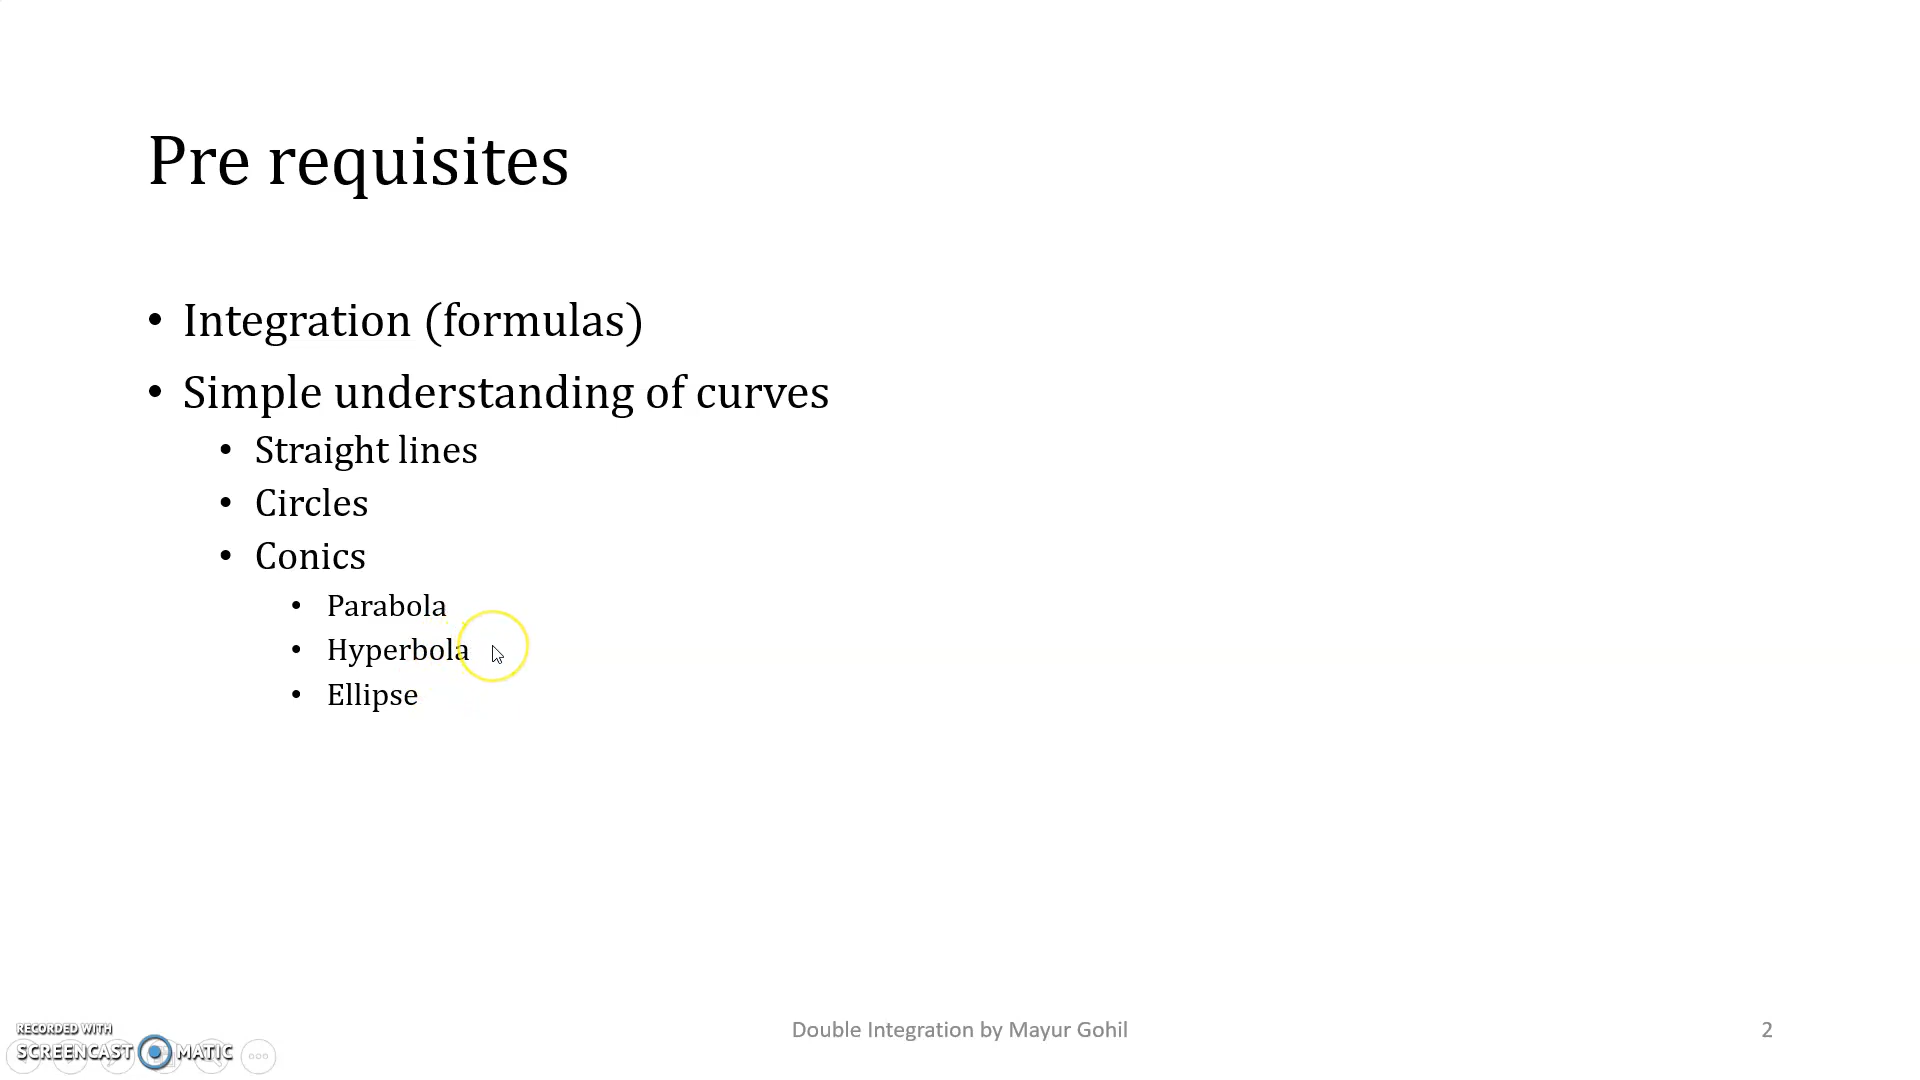 Pre requisites
• Integration (formulas)
• Simple understanding of curves
• Straight lines
• Circles
• Conics
• Parabola
• Hyperbola
• Ellipse
RECORDED WITH
SCREENCAST MATIC
Double Integration by Mayur Gohil
2